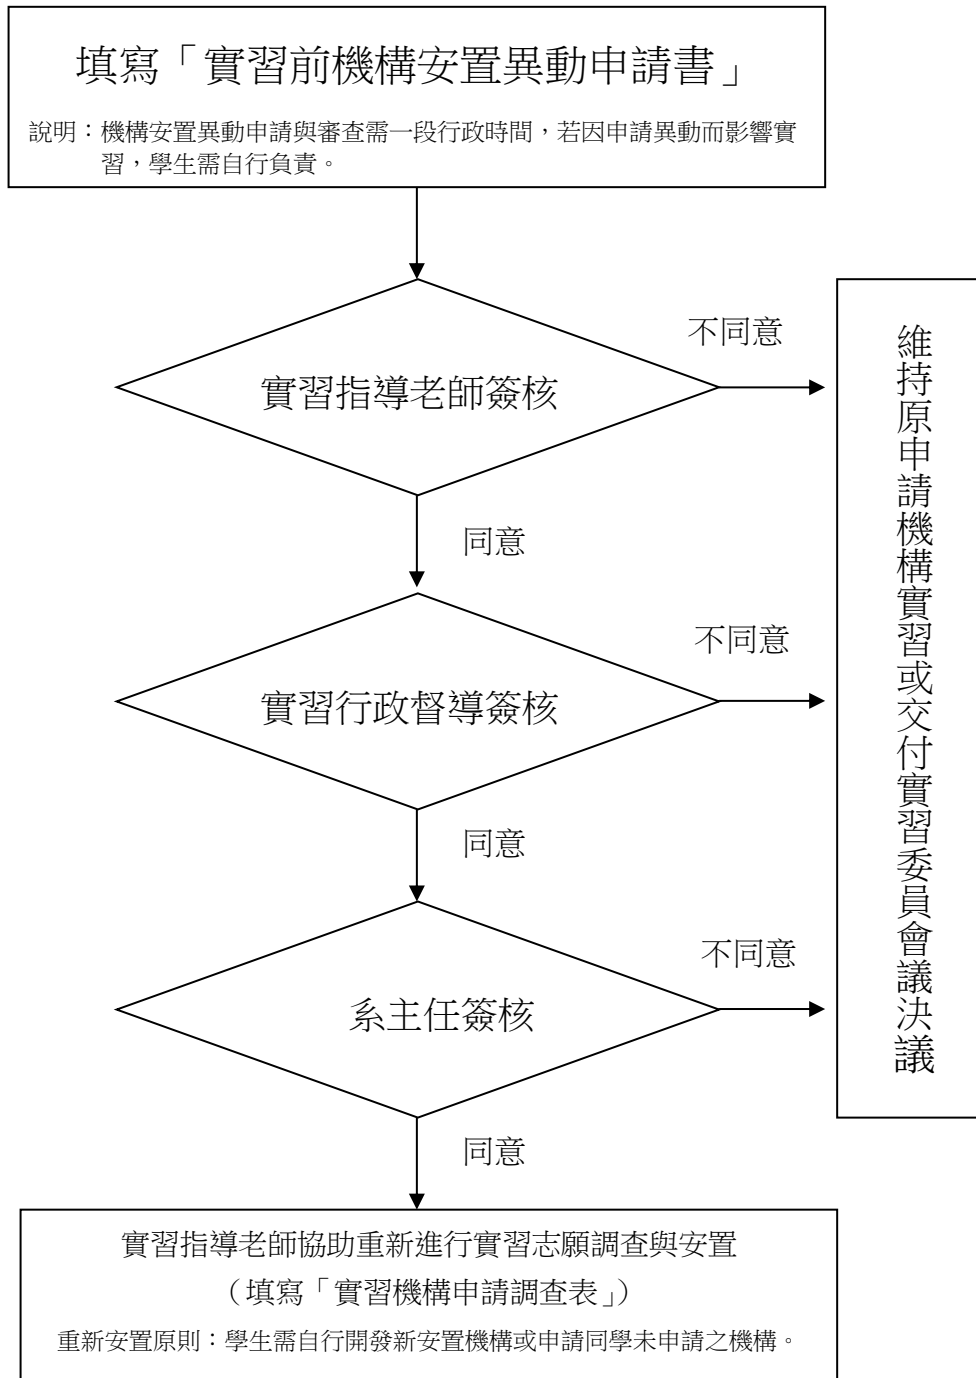 填寫「實習前機構安置異動申請書」
說明：機構安置異動申請與審查需一段行政時間，若因申請異動而影響實
習，學生需自行負責。
不同意
實習指導老師簽核
同意
不同意
實習行政督導簽核
同意
不同意
系主任簽核
同意
維持原申請機構實習或交付實習委員會議決議
實習指導老師協助重新進行實習志願調查與安置
（填寫「實習機構申請調查表」）
重新安置原則：學生需自行開發新安置機構或申請同學未申請之機構。